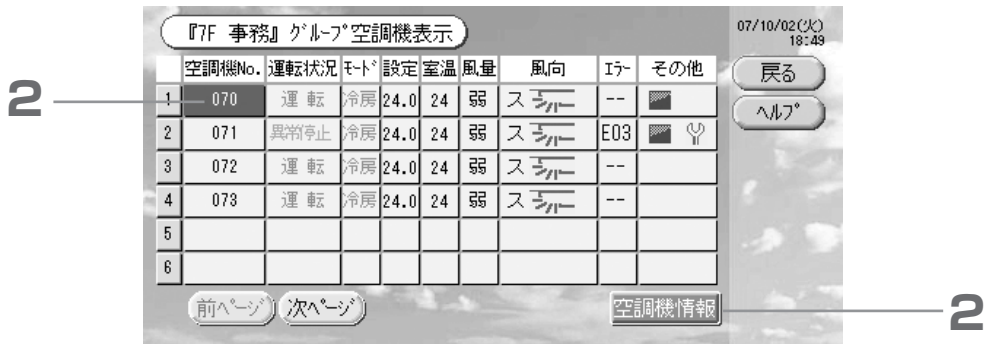 『7F 事務』 ｸﾞﾙｰﾌﾟ空調機表示
07/10/02(火)
18:49
戻る
ﾍﾙﾌﾟ
空調機No. 運転状況 ﾓｰﾄﾞ 設定 室温 風量 風向 ｴﾗｰ その他
2
1 070 運 転 冷房 24.0 24 弱 ス --
2 071 異常停止 冷房 24.0 24 弱 ス E03
3 072 運 転 冷房 24.0 24 弱 ス --
4 073 運 転 冷房 24.0 24 弱 ス --
5
6
前ﾍﾟｰｼﾞ 次ﾍﾟｰｼﾞ 空調機情報
2